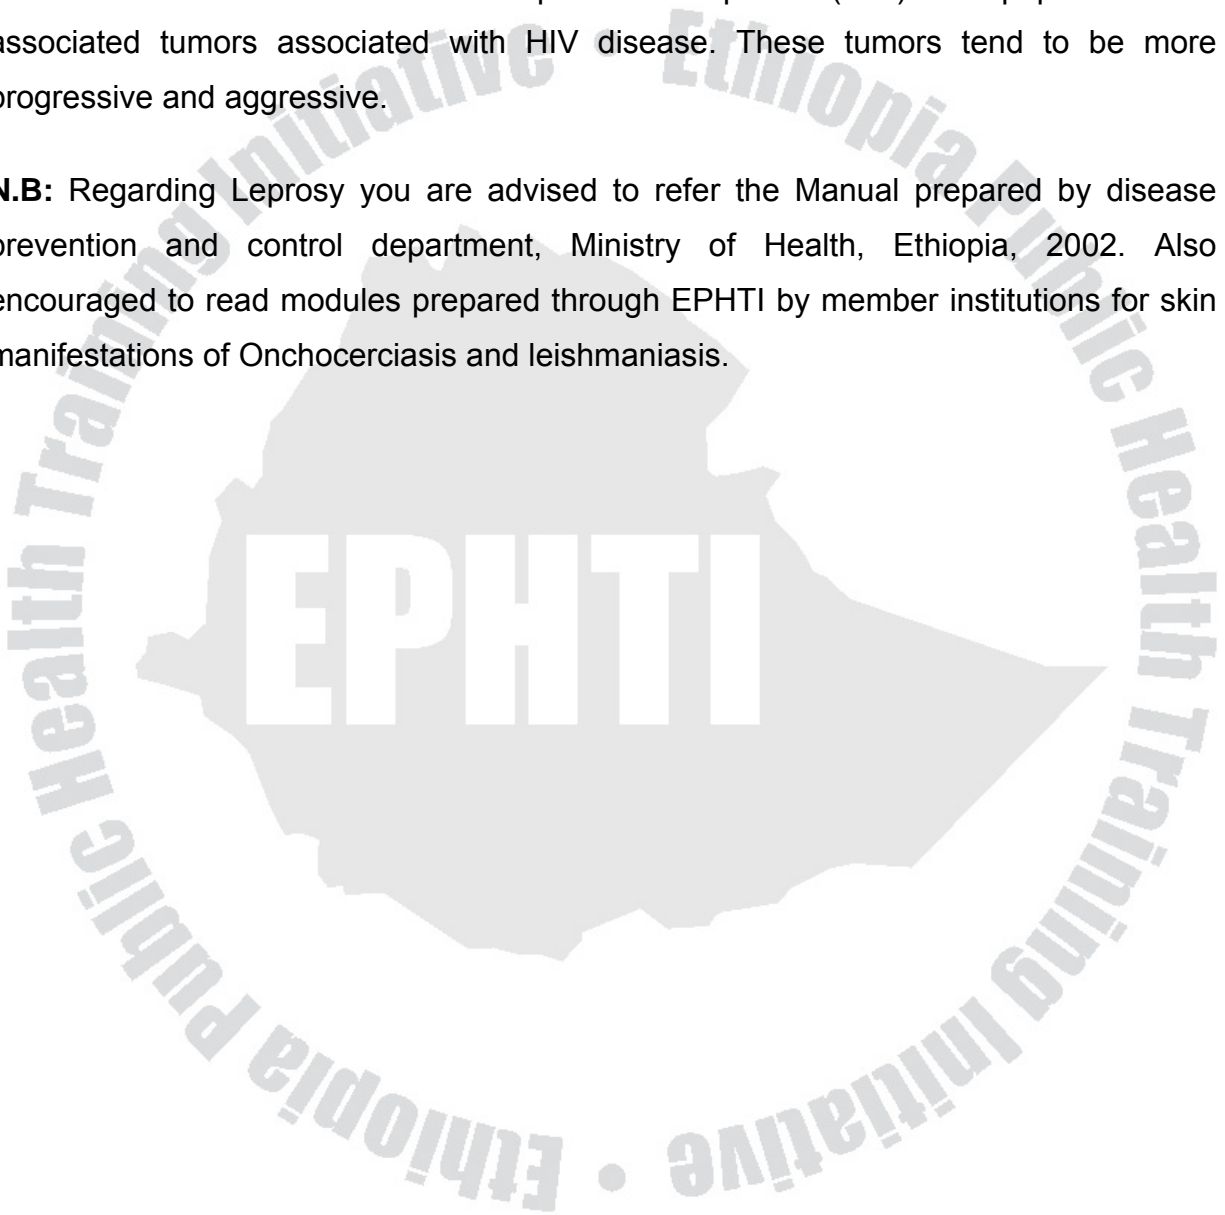 associated tumors associated with HIV disease. These tumors tend to be more
progressive and aggressive.
N.B: Regarding Leprosy you are advised to refer the Manual prepared by disease
prevention and control department, Ministry of Health, Ethiopia, 2002. Also
encouraged to read modules prepared through EPHTI by member institutions for skin
manifestations of Onchocerciasis and leishmaniasis.
EPHTI
Ethiopia Public Health Training Initiative • Ethiopia Public Health Training Initiative •